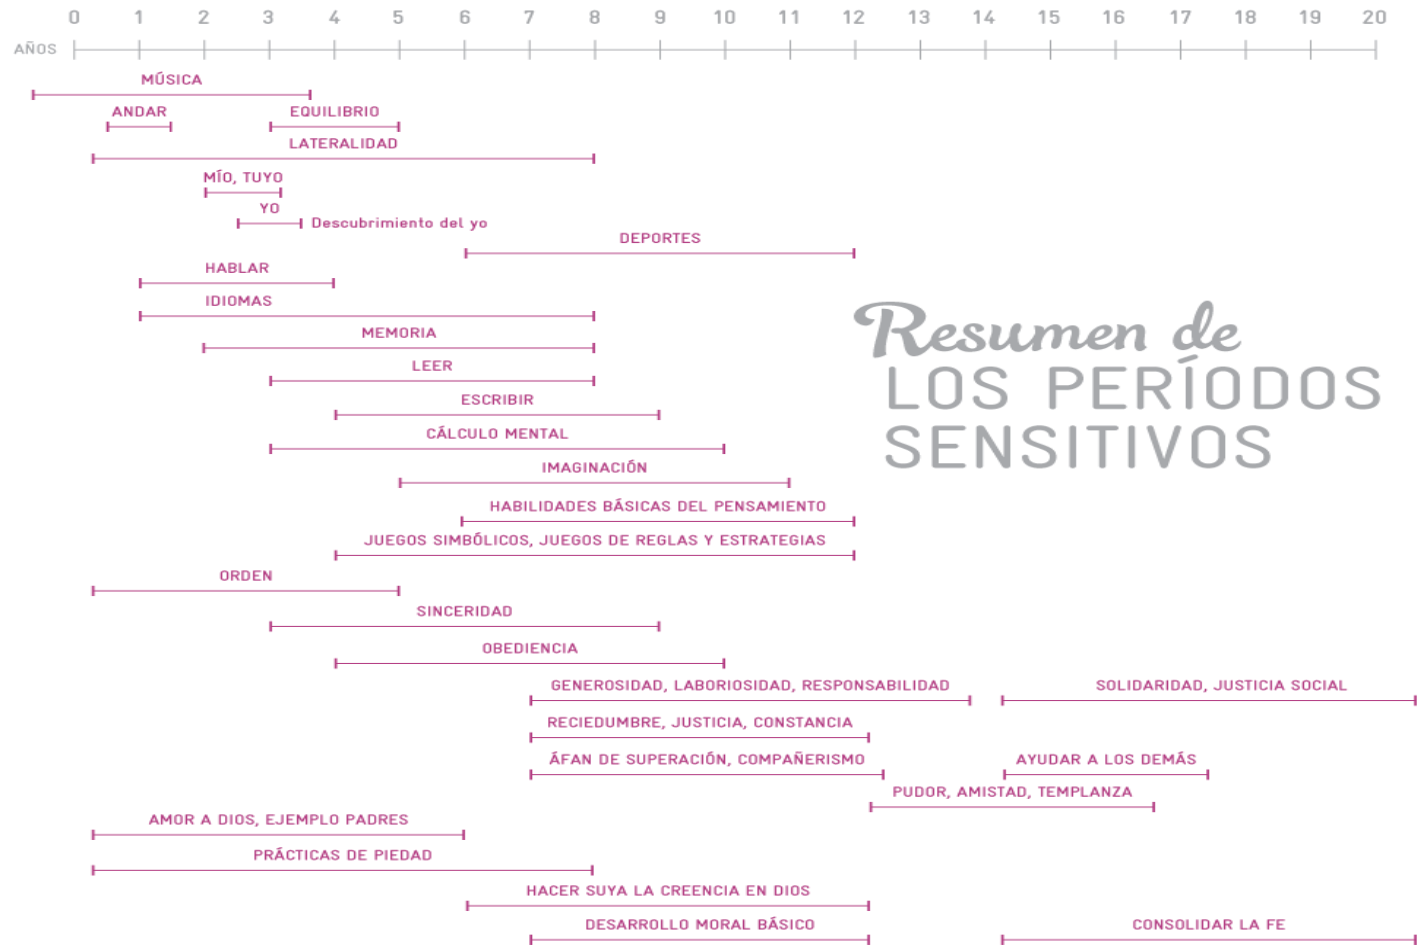 0 1 2 3 4 5 6 7 8 9 10 11 12 13 14 15 16 17 18 19 20
AÑOS
MÚSICA
ANDAR EQUILIBRIO
LATERALIDAD
MÍO, TUYO
YO
Descubrimiento del yo
DEPORTES
HABLAR
IDIOMAS
MEMORIA
LEER
ESCRIBIR
CÁLCULO MENTAL
IMAGINACIÓN
HABILIDADES BÁSICAS DEL PENSAMIENTO
JUEGOS SIMBÓLICOS, JUEGOS DE REGLAS Y ESTRATEGIAS
Resumen de
LOS PERÍODOS
SENSITIVOS
ORDEN
SINCERIDAD
OBEDIENCIA
GENEROSIDAD, LABORIOSIDAD, RESPONSABILIDAD SOLIDARIDAD, JUSTICIA SOCIAL
RECIEDUMBRE, JUSTICIA, CONSTANCIA
ÁFAN DE SUPERACIÓN, COMPAÑERISMO AYUDAR A LOS DEMÁS
PUDOR, AMISTAD, TEMPLANZA
AMOR A DIOS, EJEMPLO PADRES
PRÁCTICAS DE PIEDAD
HACER SUYA LA CREENCIA EN DIOS
DESARROLLO MORAL BÁSICO CONSOLIDAR LA FE